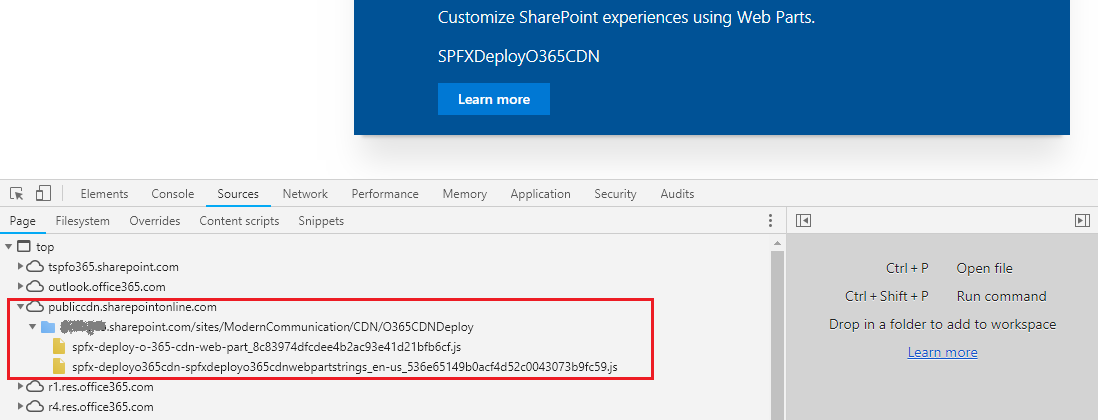 Customize SharePoint experiences using Web Parts.
SPFXDeployO365CDN
Learn more
Elements Console Sources Network Performance Memory Application Security Audits
Page Filesystem Overrides Content scripts Snippets
top
tspfo365.sharepoint.com
outlook.office365.com
publiccdn.sharepointonline.com
.sharepoint.com/sites/ModernCommunication/CDN/O365CDNDeploy
spfx-deploy-o-365-cdn-web-part_8c83974dfcdee4b2ac93e41d21bfb6cf.js
spfx-deployo365cdn-spfxdeployo365cdnwebpartstrings_en-us_536e65149b0acf4d52c0043073b9fc59.js
r1.res.office365.com
r4.res.office365.com
Ctrl + P Open file
Ctrl + Shift + P Run command
Drop in a folder to add to workspace
Learn more